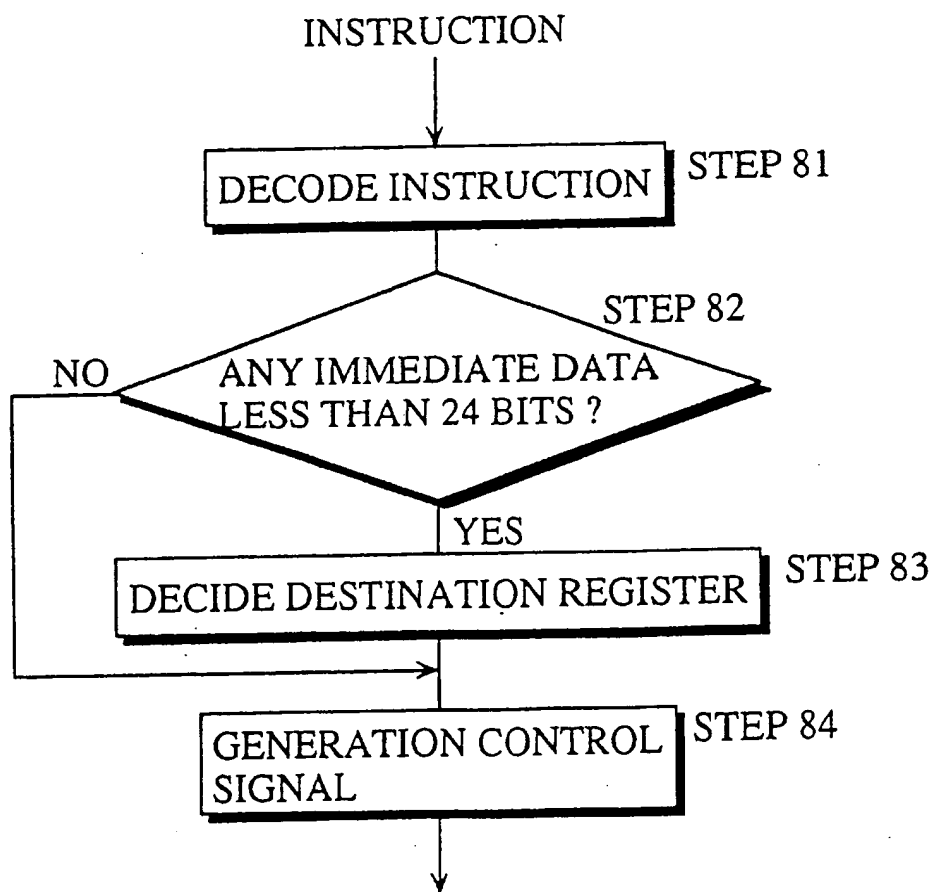 INSTRUCTION
DECODE INSTRUCTION
STEP 81
STEP 82
NO
ANY IMMEDIATE DATA
LESS THAN 24 BITS ?
YES
DECIDE DESTINATION REGISTER
STEP 83
GENERATION CONTROL
SIGNAL
STEP 84